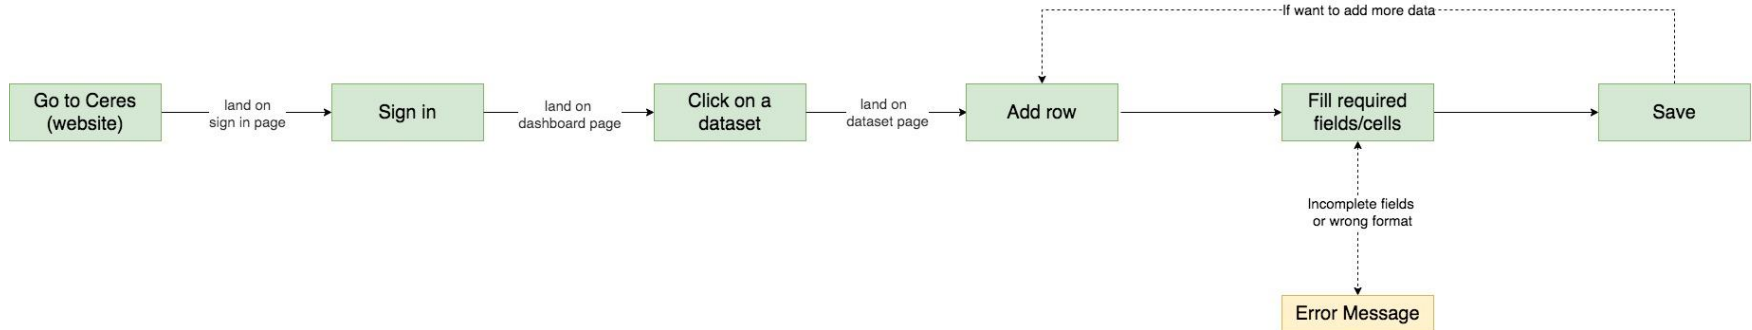 If want to add more data
Go to Ceres
(website)
land on
sign in page
Sign in
land on
dashboard page
Click on a
dataset
land on
dataset page
Add row
Fill required
fields/cells
Save
Incomplete fields
or wrong format
Error Message